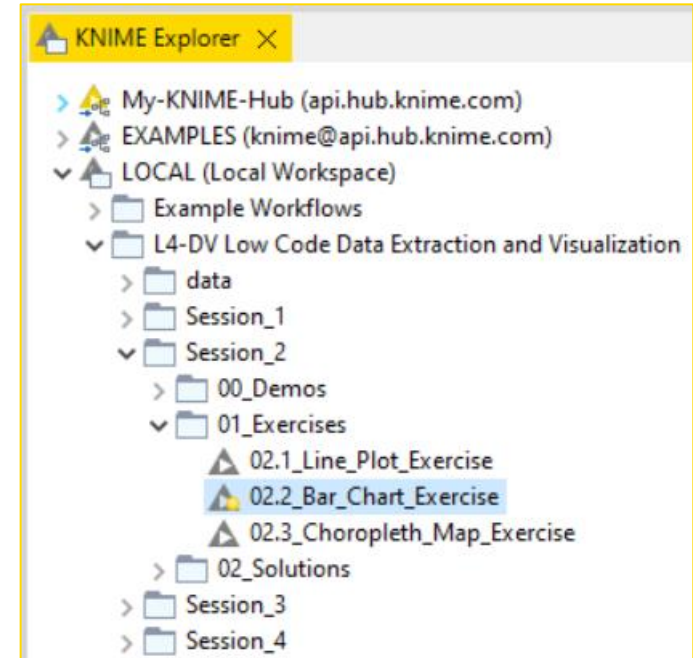 KNIME Explorer
My-KNIME-Hub (api.hub.knime.com)
EXAMPLES (knime@api.hub.knime.com)
LOCAL (Local Workspace)
Example Workflows
L4-DV Low Code Data Extraction and Visualization
data
Session_1
Session_2
00_Demos
01_Exercises
02.1_Line_Plot_Exercise
02.2_Bar_Chart_Exercise
02.3_Choropleth_Map_Exercise
02_Solutions
Session_3
Session_4